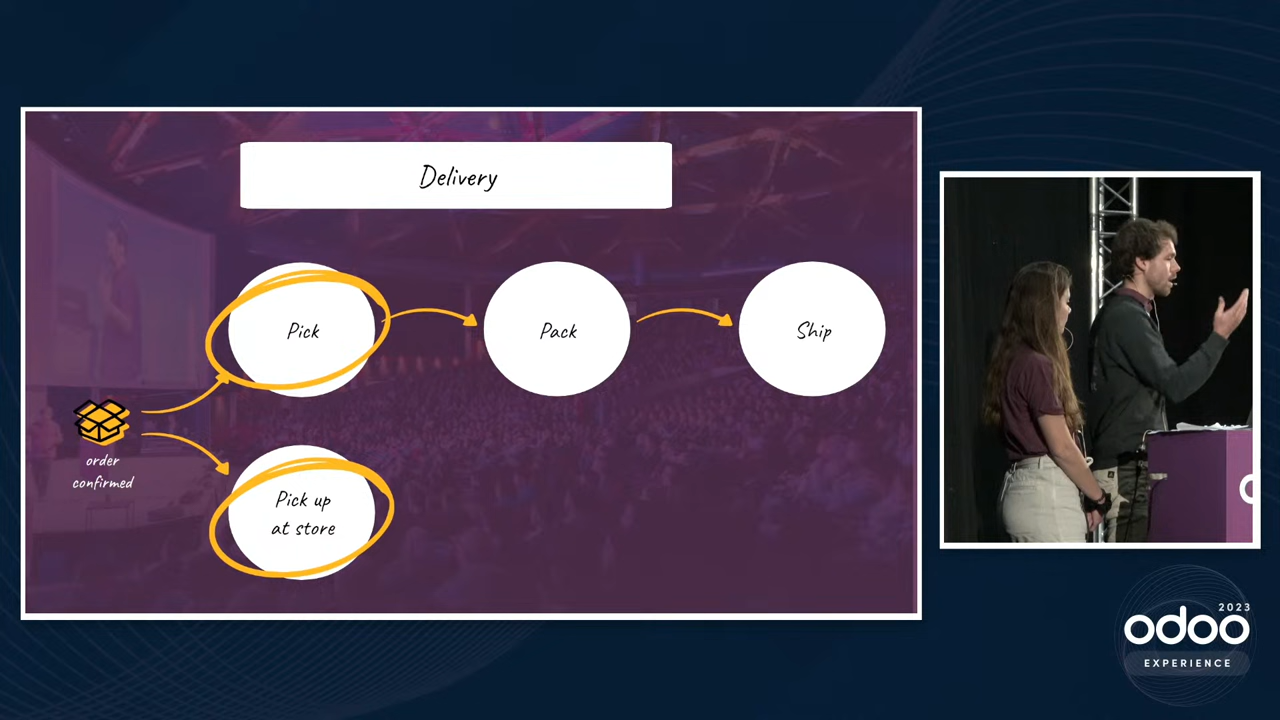 Delivery
Pick
Pack
Ship
order
confirmed
Pick up
at store
2023
odoo
EXPERIENCE